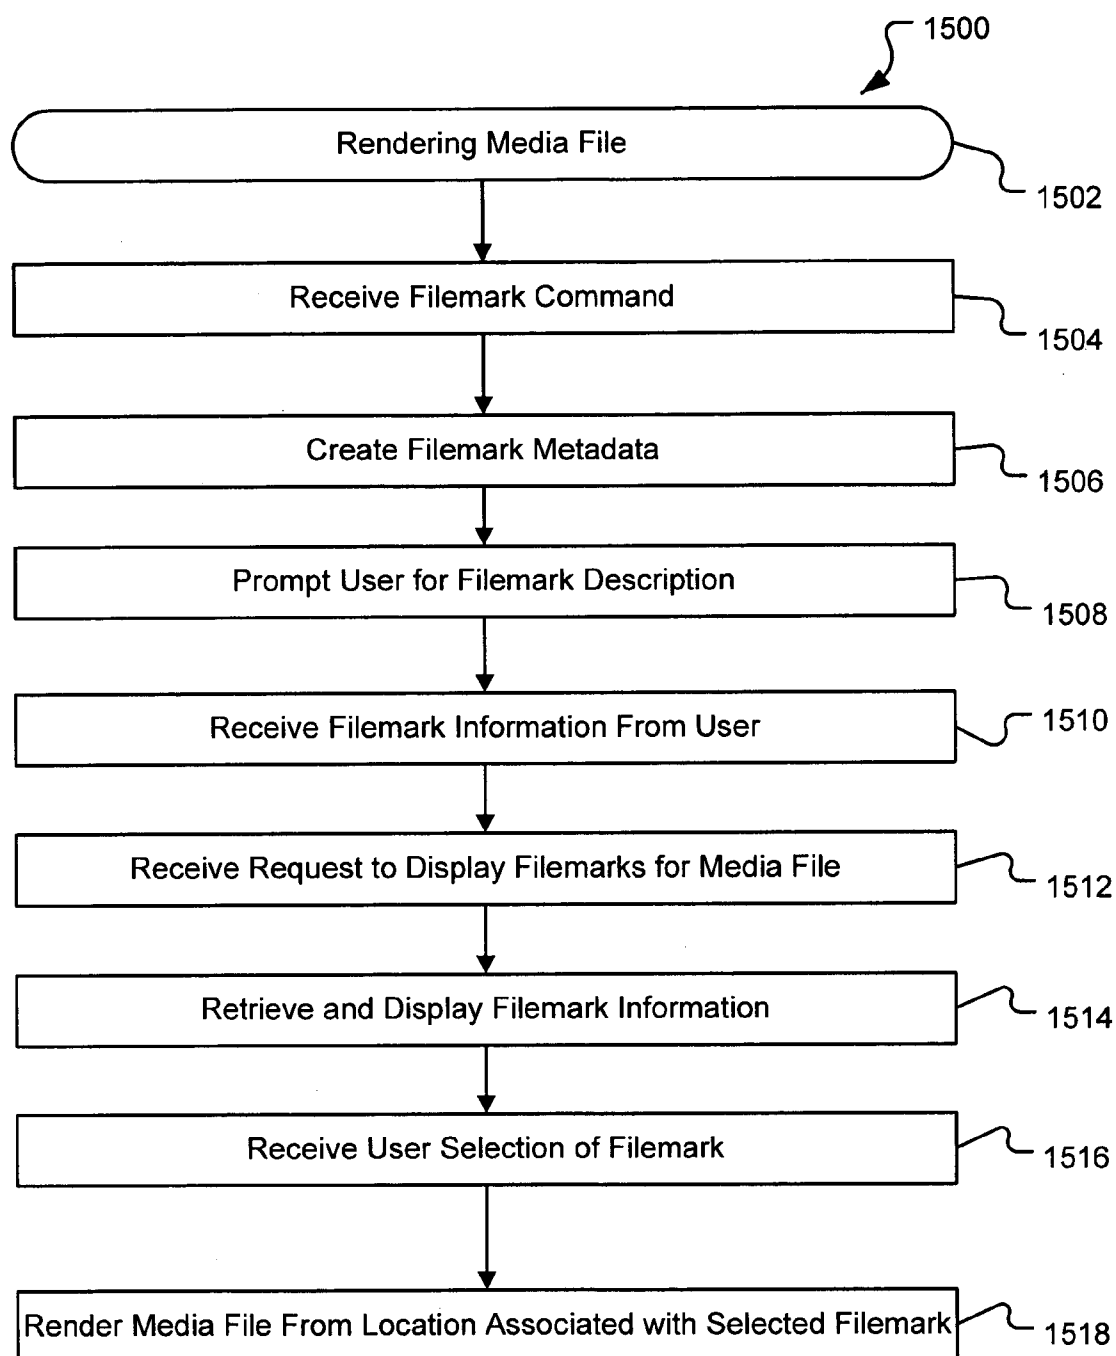 1500
Rendering Media File
1502
Receive Filemark Command
1504
Create Filemark Metadata
1506
Prompt User for Filemark Description
1508
Receive Filemark Information From User
1510
Receive Request to Display Filemarks for Media File
1512
Retrieve and Display Filemark Information
1514
Receive User Selection of Filemark
1516
Render Media File From Location Associated with Selected Filemark
1518